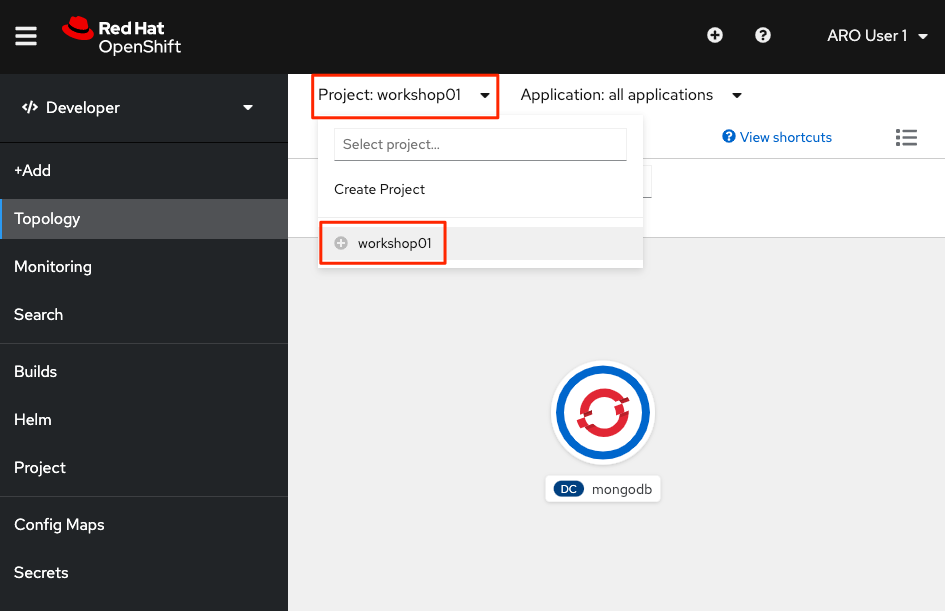 Red Hat
OpenShift
ARO User 1
Developer
Project: workshop01
Application: all applications
Select project...
View shortcuts
+Add
Create Project
Topology
workshop01
Monitoring
Search
Builds
Helm
Project
DC mongodb
Config Maps
Secrets